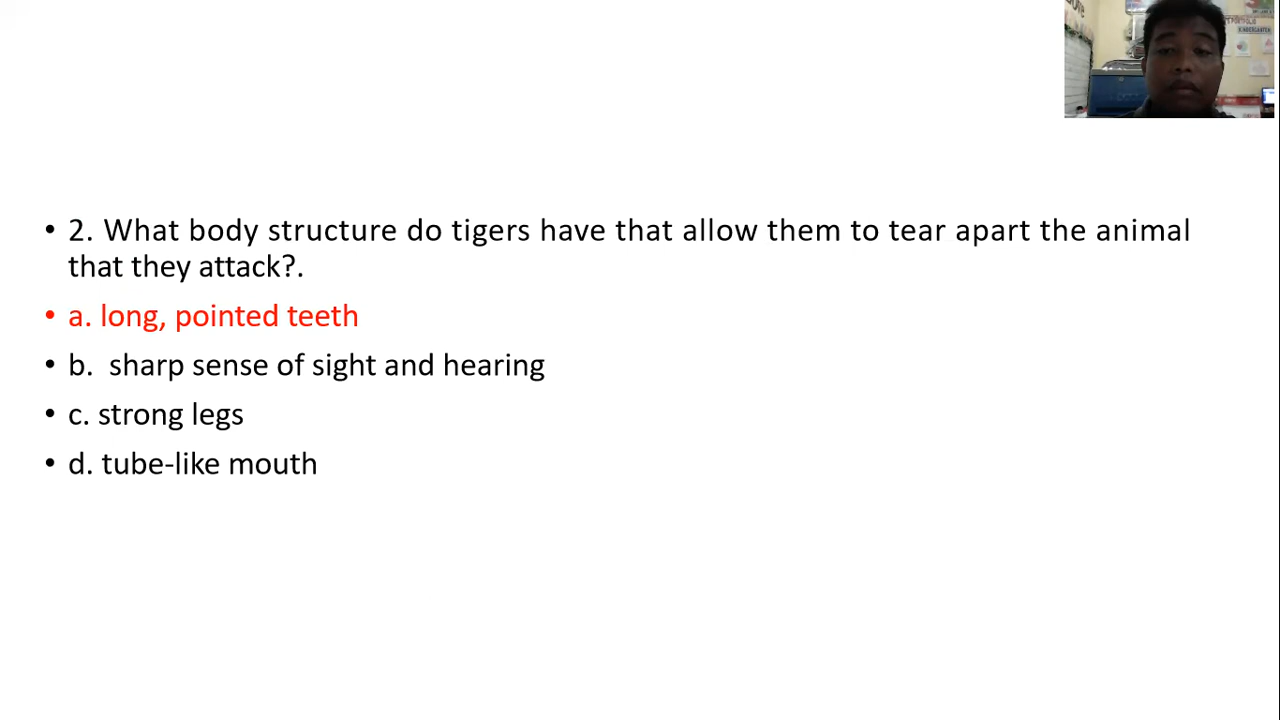 KINDERGARTEN
• 2. What body structure do tigers have that allow them to tear apart the animal
that they attack?.
• a. long, pointed teeth
• b.  sharp sense of sight and hearing
• c. strong legs
• d. tube-like mouth